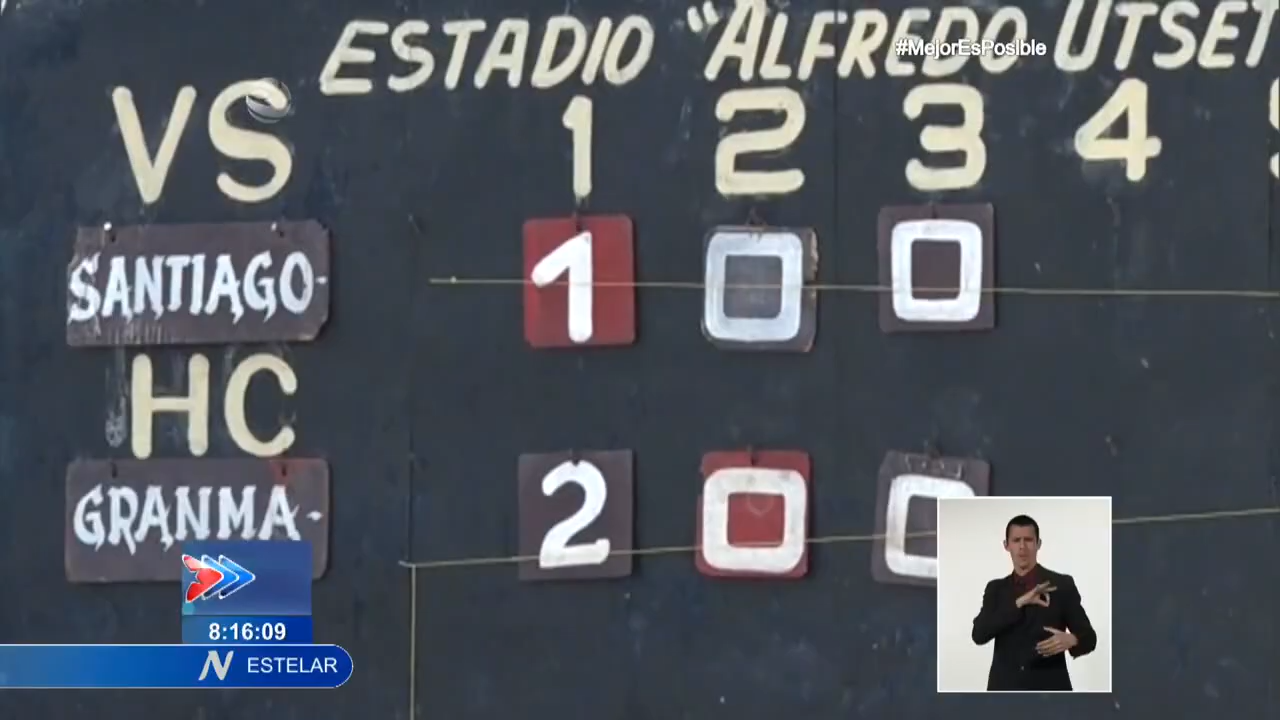 #MejorEsPosible
ESTADIO "ALFREDO UTSET
VS 1 2 3 4
SANTIAGO- 1 0 0
HC
GRANMA- 2 0 0
8:16:09
N ESTELAR